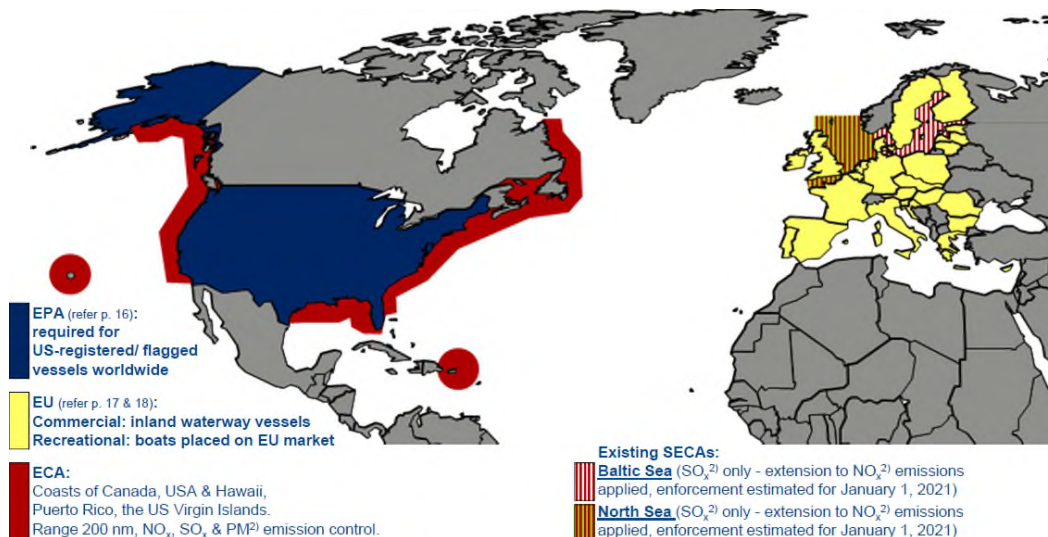 EPA (refer p. 16):
required for
US-registered/ flagged
vessels worldwide
EU (refer p. 17 & 18):
Commercial: inland waterway vessels
Recreational: boats placed on EU market
ECA:
Coasts of Canada, USA & Hawaii,
Puerto Rico, the US Virgin Islands.
Range 200 nm, NOₓ, SOₓ & PM²⁾ emission control.
Existing SECAs:
Baltic Sea (SOₓ²⁾ only - extension to NOₓ²⁾ emissions
applied, enforcement estimated for January 1, 2021)
North Sea (SOₓ²⁾ only - extension to NOₓ²⁾ emissions
applied, enforcement estimated for January 1, 2021)